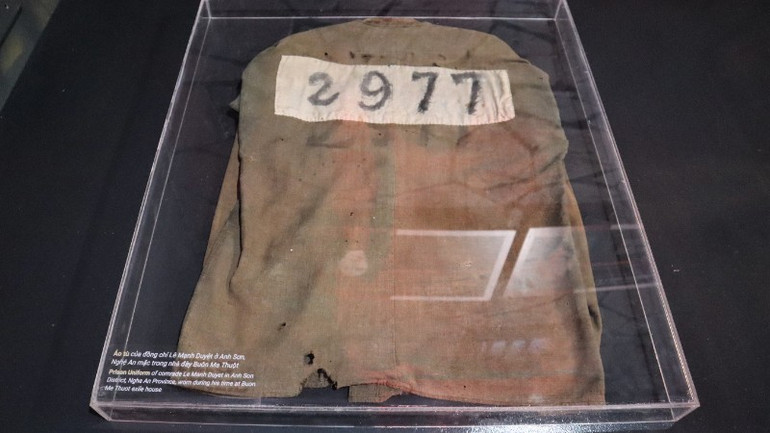 2977
Áo tù của đồng chí Lê Mạnh Duyệt ở Anh Sơn,
Nghệ An mặc trong nhà đày Buôn Ma Thuột
Prison Uniform of comrade Le Manh Duyet in Anh Son
District, Nghe An Province, worn during his time at Buon
Ma Thuot exile house